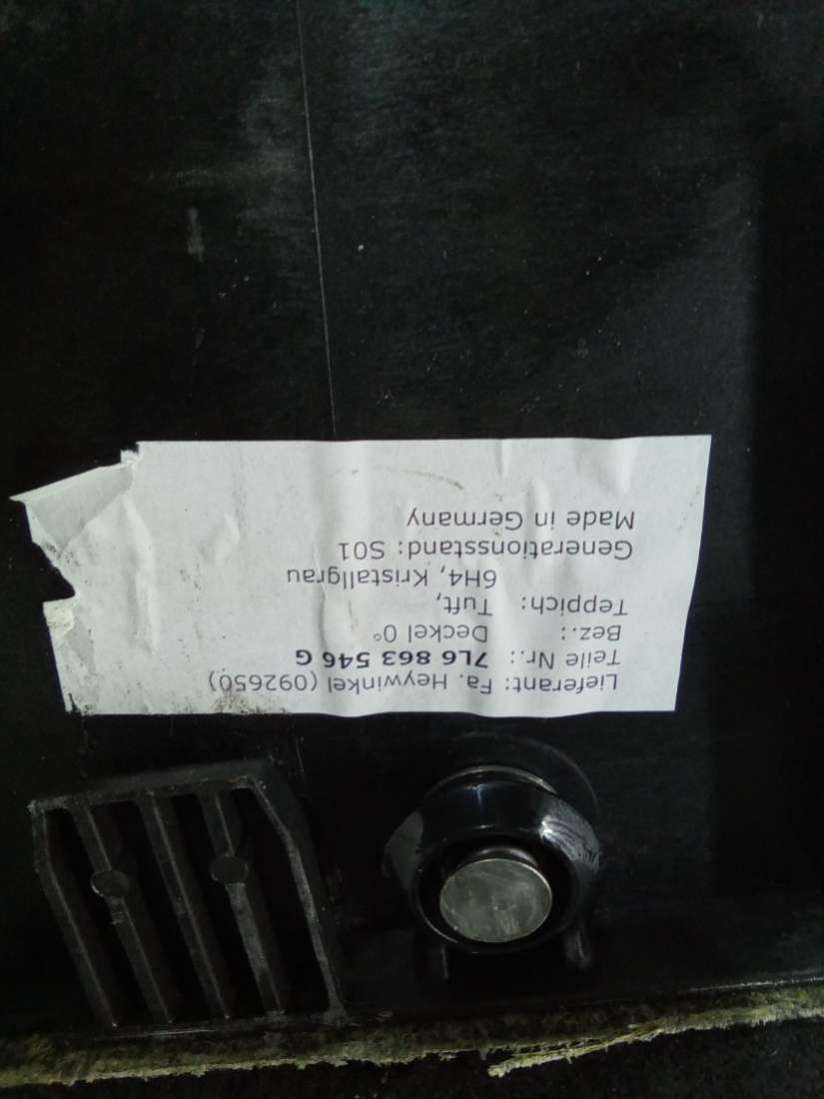 Lieferant: Fa. Heywinkel (092650)
Teile Nr.: 7L6 863 546 G
Bez.: Deckel 0°
Teppich: Tuft,
6H4, Kristallgrau
Generationsstand: S01
Made in Germany